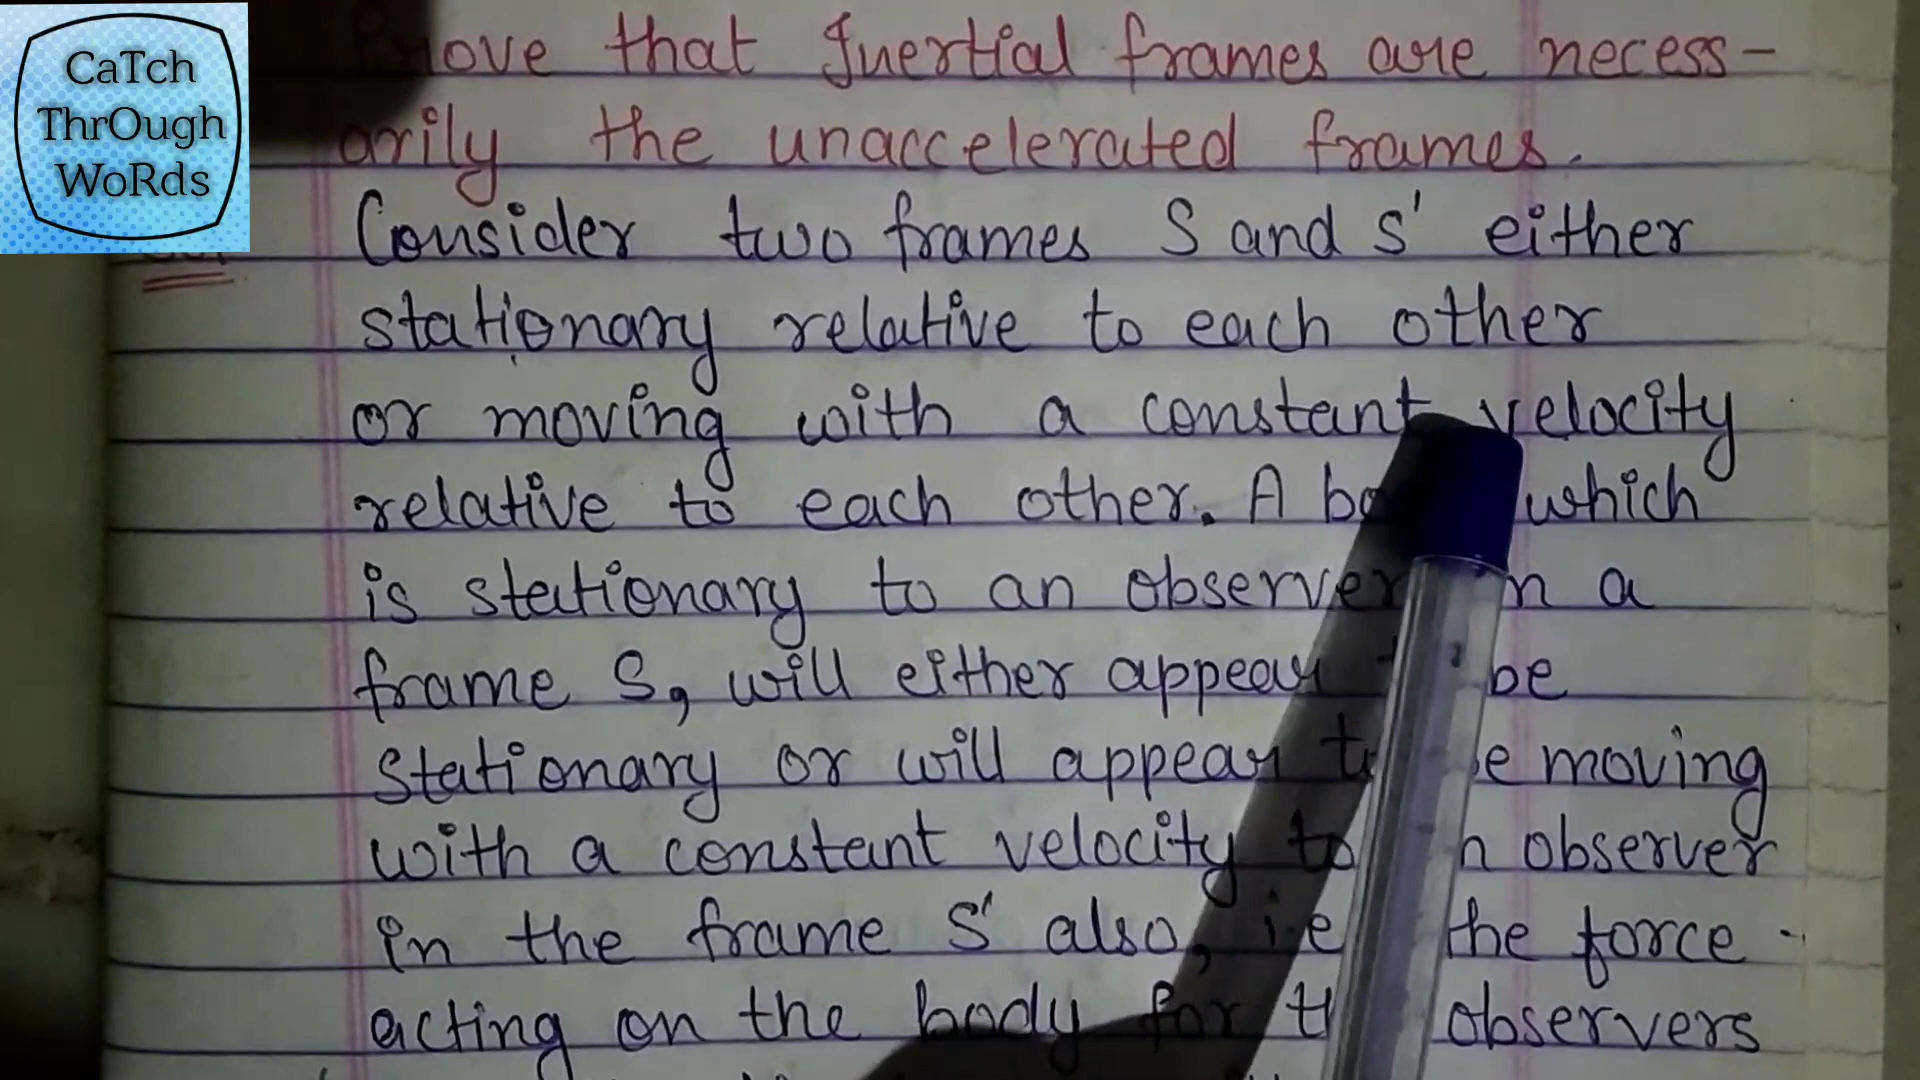 CaTch
ThrOugh
WoRds
Prove that Inertial frames are necess-
arily the unaccelerated frames.
Consider two frames S and S' either
stationary relative to each other
or moving with a constant velocity
relative to each other. A which
is stationary to an observer a
frame S, will either appear be
stationary or will appear moving
with a constant velocity observer
in the frame S' also, i.e the force
acting on the body for observers